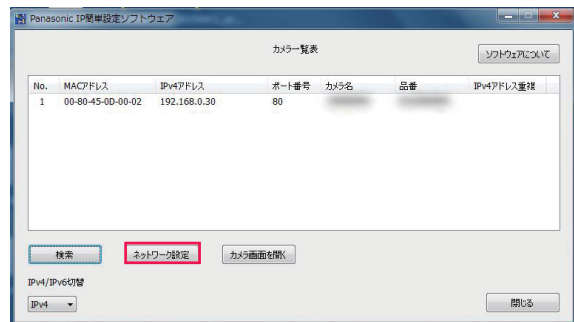 Panasonic IP簡単設定ソフトウェア
カメラ一覧表
ソフトウェアについて
No. MACアドレス IPv4アドレス ポート番号 カメラ名 品番 IPv4アドレス重複
1 00-80-45-0D-00-02 192.168.0.30 80
検索 ネットワーク設定 カメラ画面を開く
IPv4/IPv6切替
IPv4 閉じる